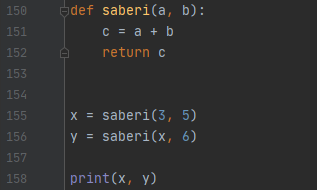 150 def saberi(a, b):
151     c = a + b
152     return c
153
154
155 x = saberi(3, 5)
156 y = saberi(x, 6)
157
158 print(x, y)